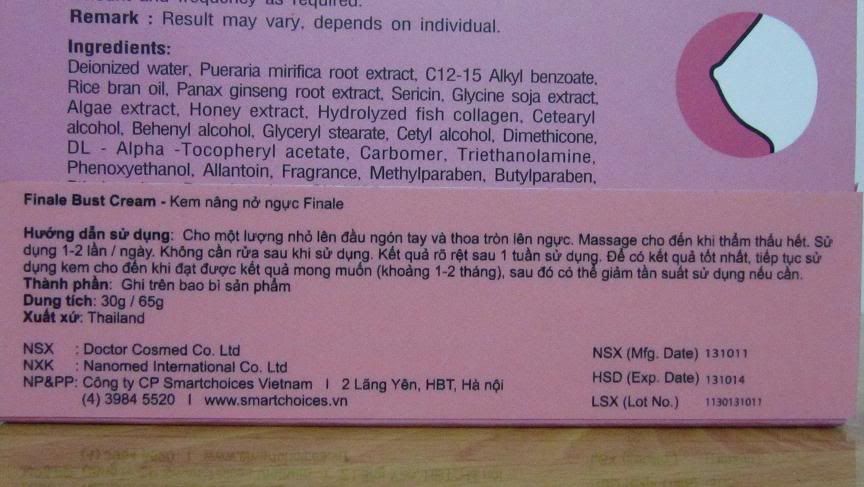 Remark : Result may vary, depends on individual.
Ingredients:
Deionized water, Pueraria mirifica root extract, C12-15 Alkyl benzoate,
Rice bran oil, Panax ginseng root extract, Sericin, Glycine soja extract,
Algae extract, Honey extract, Hydrolyzed fish collagen, Cetearyl
alcohol, Behenyl alcohol, Glyceryl stearate, Cetyl alcohol, Dimethicone,
DL - Alpha -Tocopheryl acetate, Carbomer, Triethanolamine,
Phenoxyethanol, Allantoin, Fragrance, Methylparaben, Butylparaben,
Finale Bust Cream - Kem nâng nở ngực Finale
Hướng dẫn sử dụng: Cho một lượng nhỏ lên đầu ngón tay và thoa tròn lên ngực. Massage cho đến khi thẩm thấu hết. Sử
dụng 1-2 lần / ngày. Không cần rửa sau khi sử dụng. Kết quả rõ rệt sau 1 tuần sử dụng. Để có kết quả tốt nhất, tiếp tục sử
dụng kem cho đến khi đạt được kết quả mong muốn (khoảng 1-2 tháng), sau đó có thể giảm tần suất sử dụng nếu cần.
Thành phần: Ghi trên bao bì sản phẩm
Dung tích: 30g / 65g
Xuất xứ: Thailand
NSX : Doctor Cosmed Co. Ltd
NXK : Nanomed International Co. Ltd
NP&PP: Công ty CP Smartchoices Vietnam I 2 Lãng Yên, HBT, Hà nội
(4) 3984 5520 I www.smartchoices.vn
NSX (Mfg. Date) 131011
HSD (Exp. Date) 131014
LSX (Lot No.) 1130131011